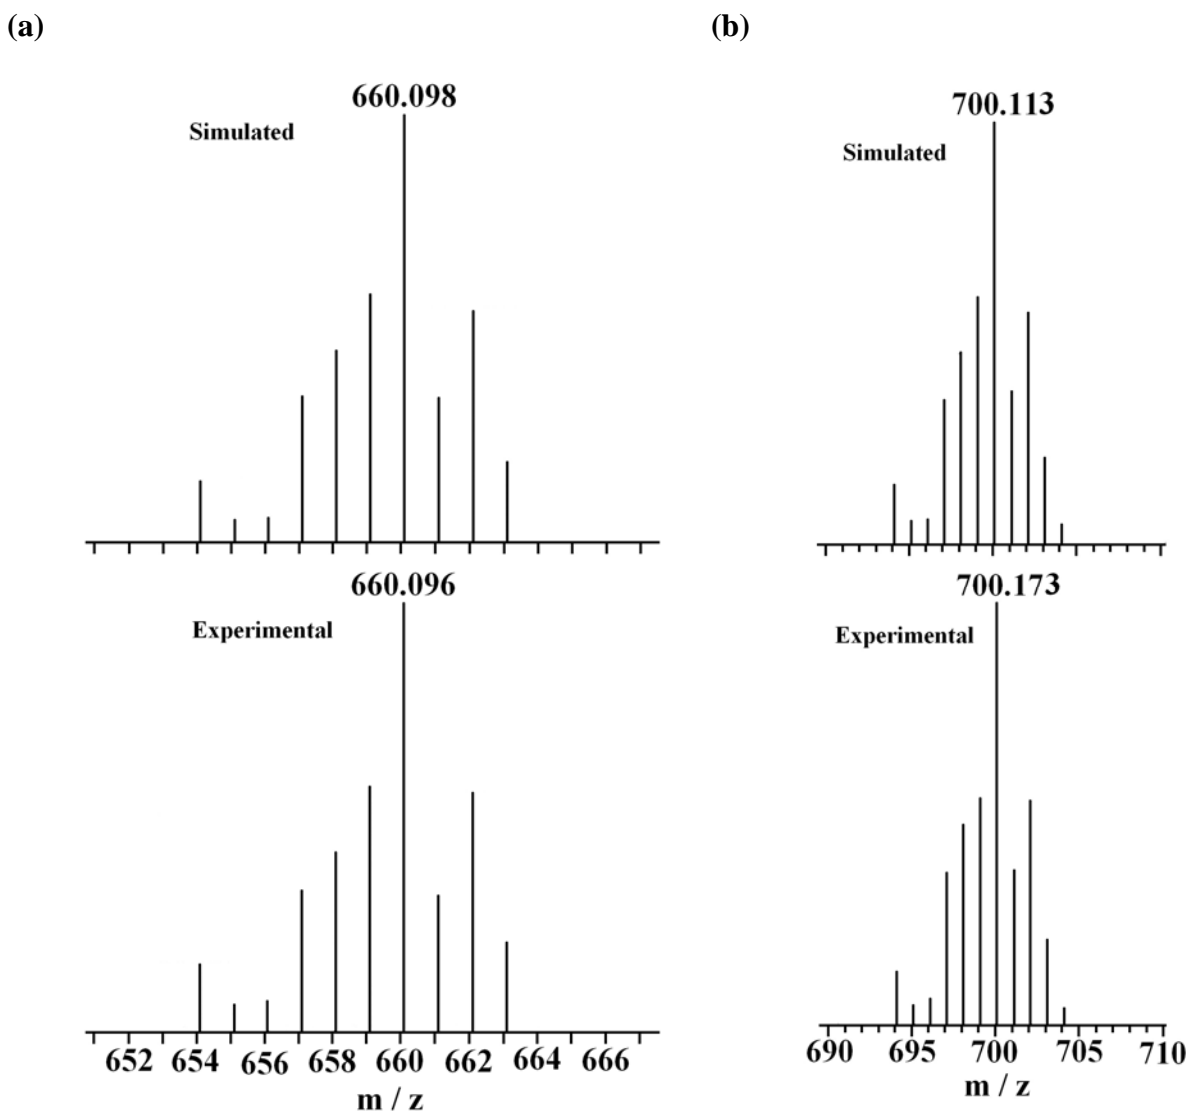 (a)
660.098
Simulated
660.096
Experimental
652 654 656 658 660 662 664 666
m / z
(b)
700.113
Simulated
700.173
Experimental
690 695 700 705 710
m / z